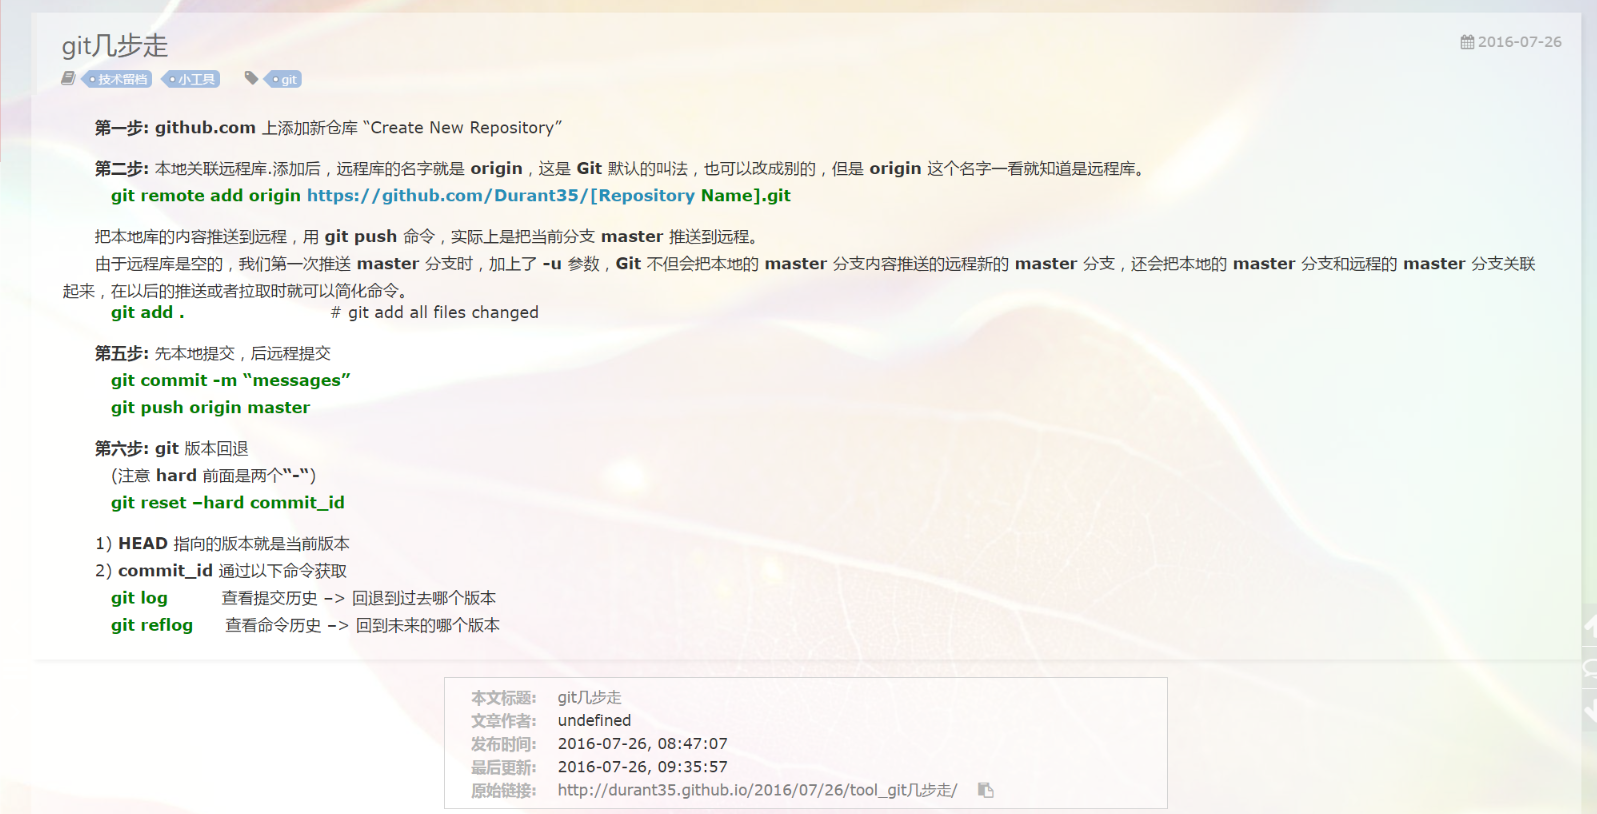 git几步走
2016-07-26
技术留档 小工具 git
第一步: github.com 上添加新仓库 “Create New Repository”
第二步: 本地关联远程库.添加后，远程库的名字就是 origin，这是 Git 默认的叫法，也可以改成别的，但是 origin 这个名字一看就知道是远程库。
git remote add origin https://github.com/Durant35/[Repository Name].git
把本地库的内容推送到远程，用 git push 命令，实际上是把当前分支 master 推送到远程。
由于远程库是空的，我们第一次推送 master 分支时，加上了 -u 参数，Git 不但会把本地的 master 分支内容推送的远程新的 master 分支，还会把本地的 master 分支和远程的 master 分支关联
起来，在以后的推送或者拉取时就可以简化命令。
git add . # git add all files changed
第五步: 先本地提交，后远程提交
git commit -m “messages”
git push origin master
第六步: git 版本回退
(注意 hard 前面是两个“-“)
git reset –hard commit_id
1) HEAD 指向的版本就是当前版本
2) commit_id 通过以下命令获取
git log 查看提交历史 –> 回退到过去哪个版本
git reflog 查看命令历史 –> 回到未来的哪个版本
本文标题: git几步走
文章作者: undefined
发布时间: 2016-07-26, 08:47:07
最后更新: 2016-07-26, 09:35:57
原始链接: http://durant35.github.io/2016/07/26/tool_git几步走/